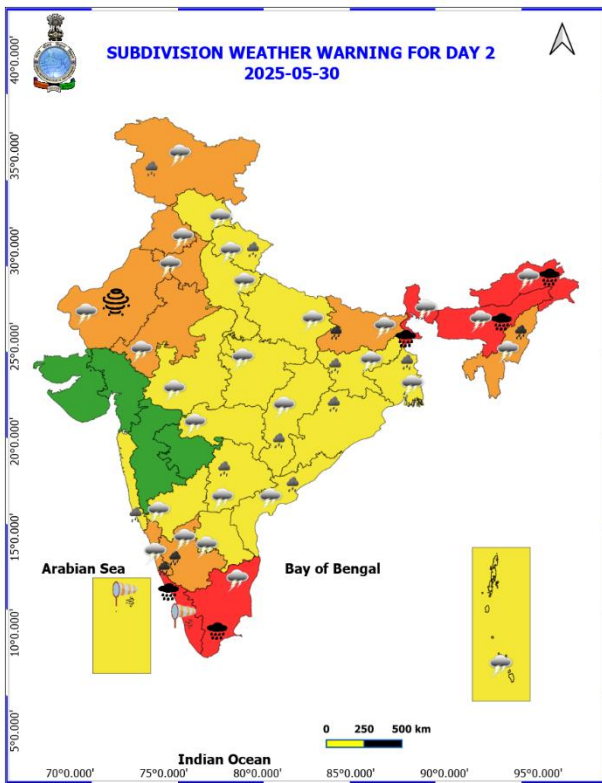 SUBDIVISION WEATHER WARNING FOR DAY 2
2025-05-30
40°0.000'
35°0.000'
30°0.000'
25°0.000'
20°0.000'
15°0.000'
10°0.000'
5°0.000'
Arabian Sea
Bay of Bengal
0 250 500 km
Indian Ocean
70°0.000' 75°0.000' 80°0.000' 85°0.000' 90°0.000' 95°0.000'